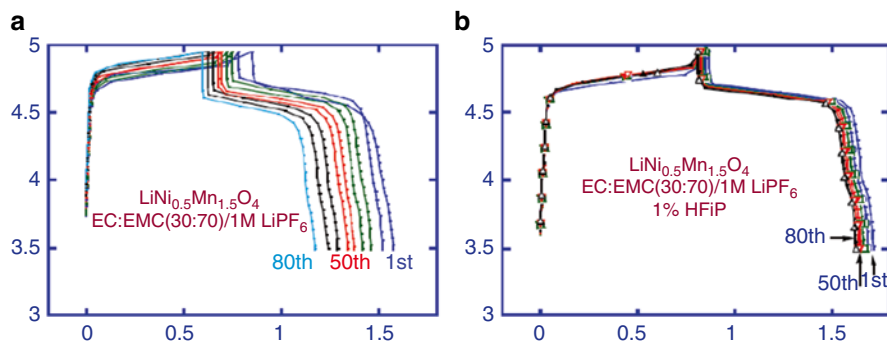 a
5
4.5
4
3.5
3
LiNi0.5Mn1.5O4
EC:EMC(30:70)/1M LiPF6
80th 50th 1st
0 0.5 1 1.5
b
5
4.5
4
3.5
3
LiNi0.5Mn1.5O4
EC:EMC(30:70)/1M LiPF6
1% HFiP
80th
50th 1st
0 0.5 1 1.5